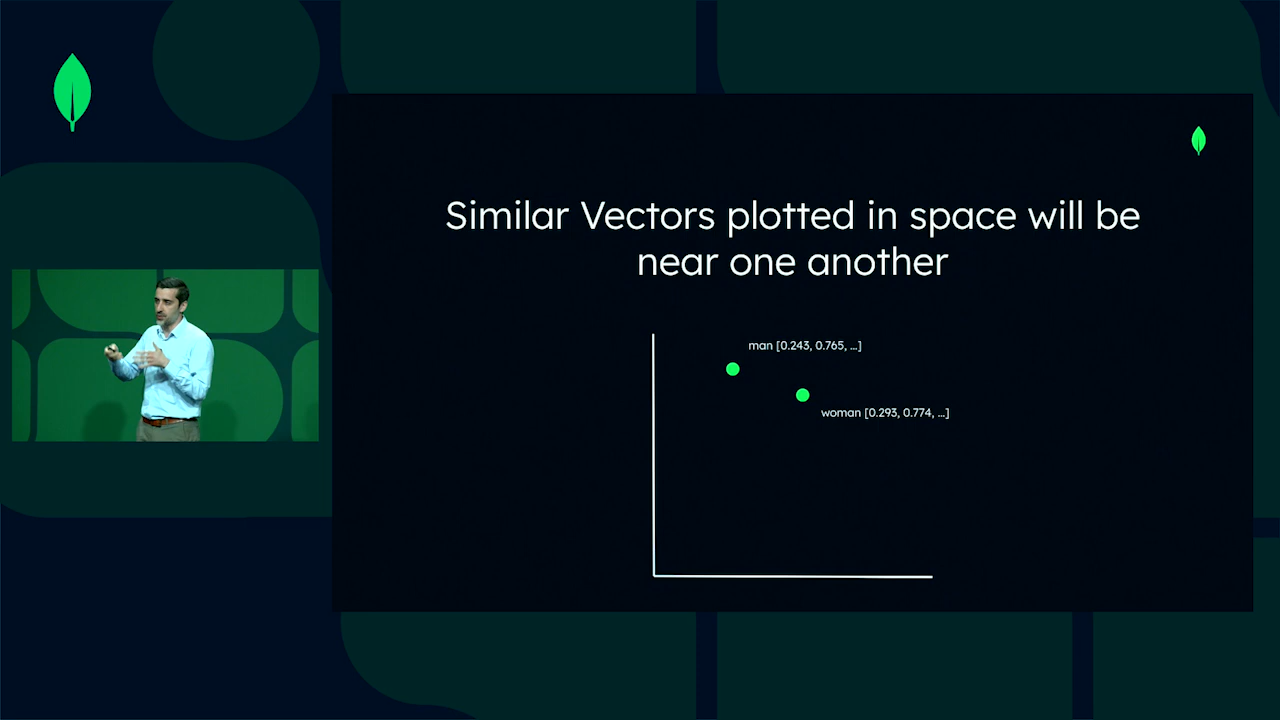 Similar Vectors plotted in space will be
near one another
man [0.243, 0.765, ...]
woman [0.293, 0.774, ...]